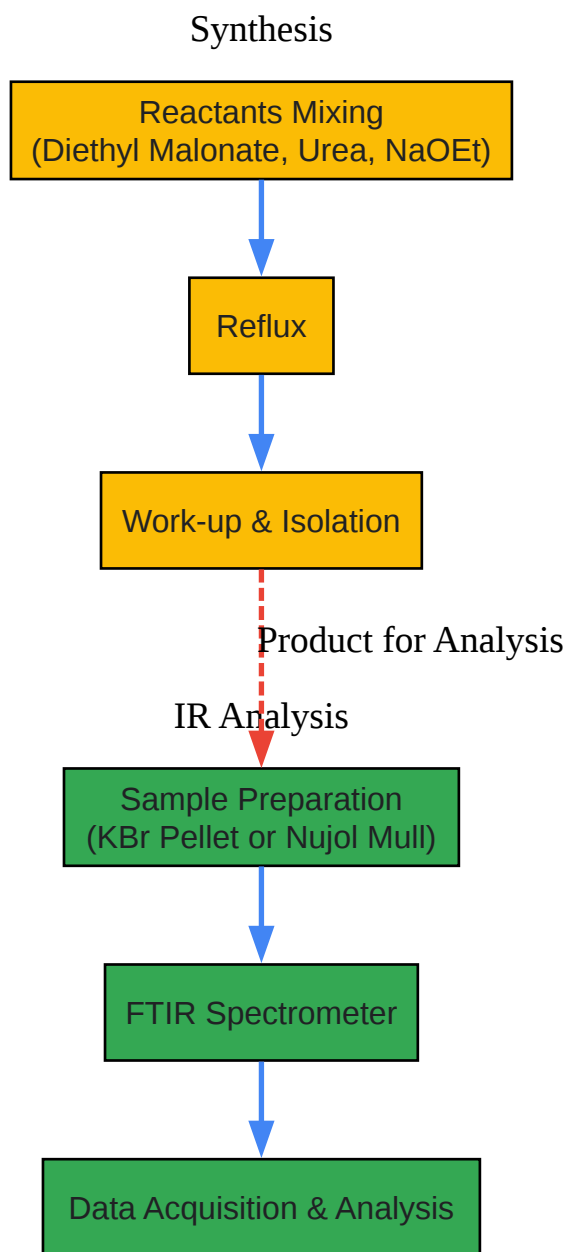 Synthesis
Reactants Mixing
(Diethyl Malonate, Urea, NaOEt)
Reflux
Work-up & Isolation
Product for Analysis
IR Analysis
Sample Preparation
(KBr Pellet or Nujol Mull)
FTIR Spectrometer
Data Acquisition & Analysis